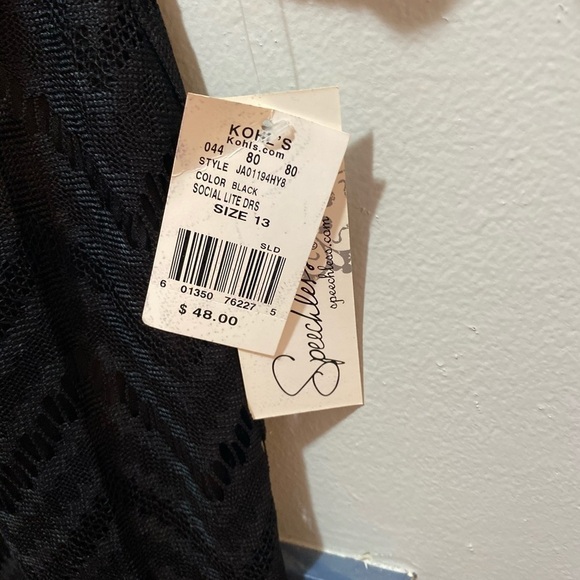 KOHL'S
Kohls.com
044 80 80
STYLE JA01194HY8
COLOR BLACK
SOCIAL LITE DRS
SIZE 13
SLD
6 01350 76227 5
$ 48.00
Speechless
speechless.com